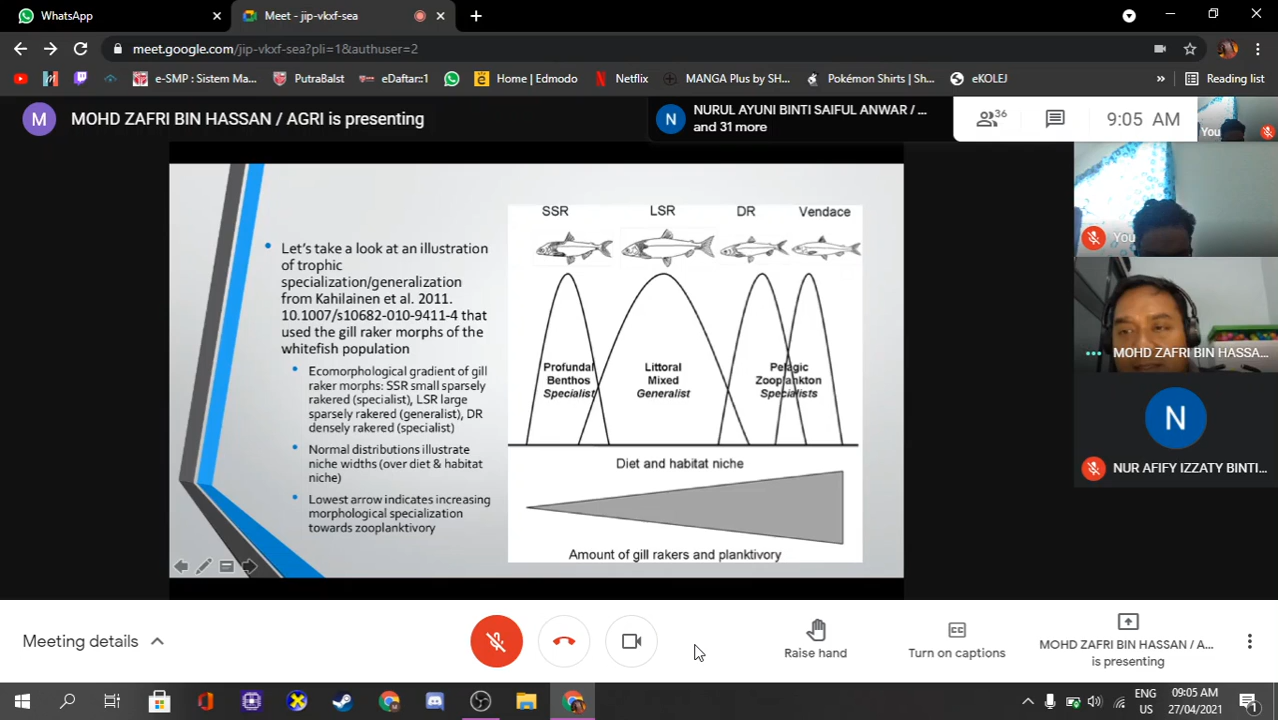 WhatsApp
Meet - jip-vkxf-sea
meet.google.com/jip-vkxf-sea?pli=1&authuser=2
e-SMP : Sistem Ma...
PutraBalst
eDaftar::1
Home | Edmodo
Netflix
MANGA Plus by SH...
Pokémon Shirts | Sh...
eKOLEJ
»
Reading list
M
MOHD ZAFRI BIN HASSAN / AGRI is presenting
N
NURUL AYUNI BINTI SAIFUL ANWAR / ...
and 31 more
36
9:05 AM
You
SSR
LSR
DR
Vendace
Let's take a look at an illustration
of trophic
specialization/generalization
from Kahilainen et al. 2011.
10.1007/s10682-010-9411-4 that
used the gill raker morphs of the
whitefish population
Ecomorphological gradient of gill
raker morphs: SSR small sparsely
rakered (specialist), LSR large
sparsely rakered (generalist), DR
densely rakered (specialist)
Normal distributions illustrate
niche widths (over diet & habitat
niche)
Lowest arrow indicates increasing
morphological specialization
towards zooplanktivory
Profundal
Benthos
Specialist
Littoral
Mixed
Generalist
Pelagic
Zooplankton
Specialists
Diet and habitat niche
Amount of gill rakers and planktivory
You
MOHD ZAFRI BIN HASSA...
N
NUR AFIFY IZZATY BINTI...
Meeting details
Raise hand
Turn on captions
MOHD ZAFRI BIN HASSAN / A...
is presenting
ENG
US
09:05 AM
27/04/2021
1